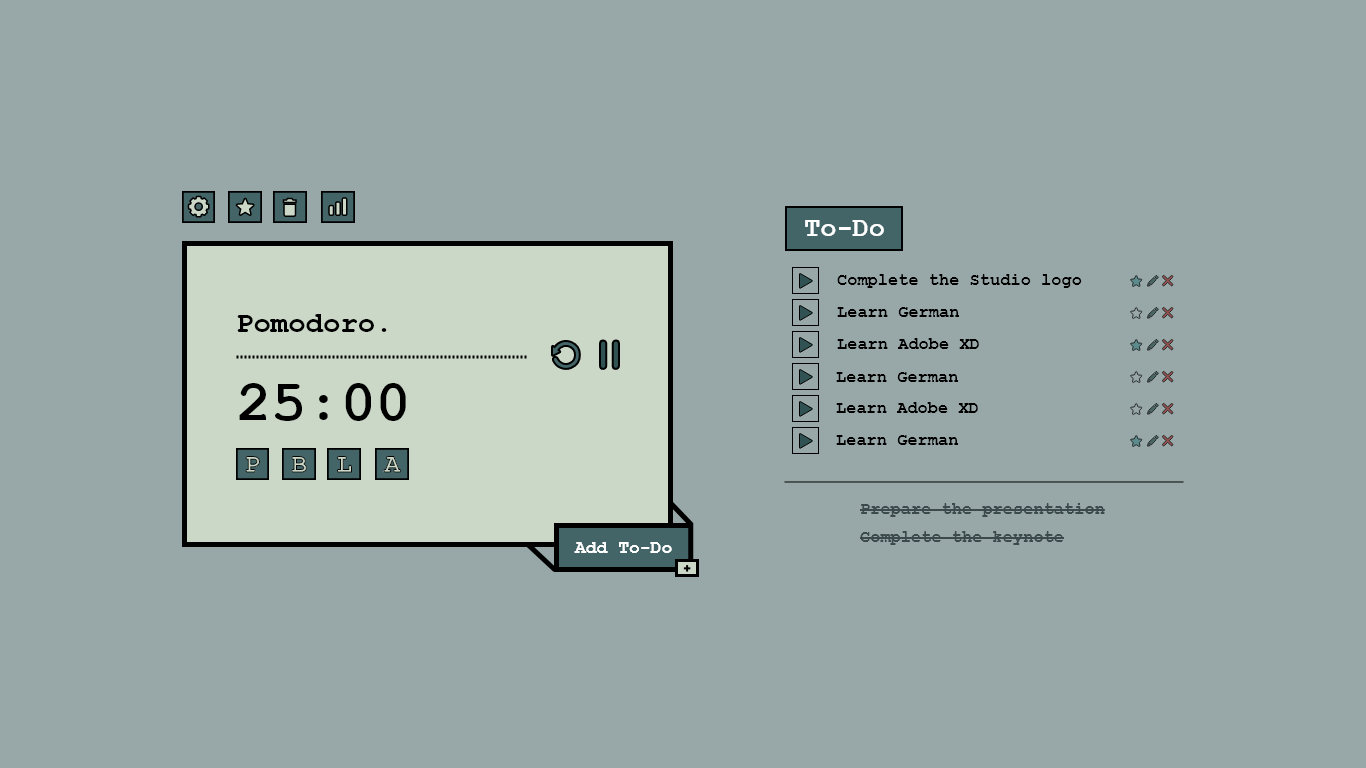 Pomodoro.
25:00
P B L A
Add To-Do
+
To-Do
Complete the Studio logo
Learn German
Learn Adobe XD
Learn German
Learn Adobe XD
Learn German
Prepare the presentation
Complete the keynote